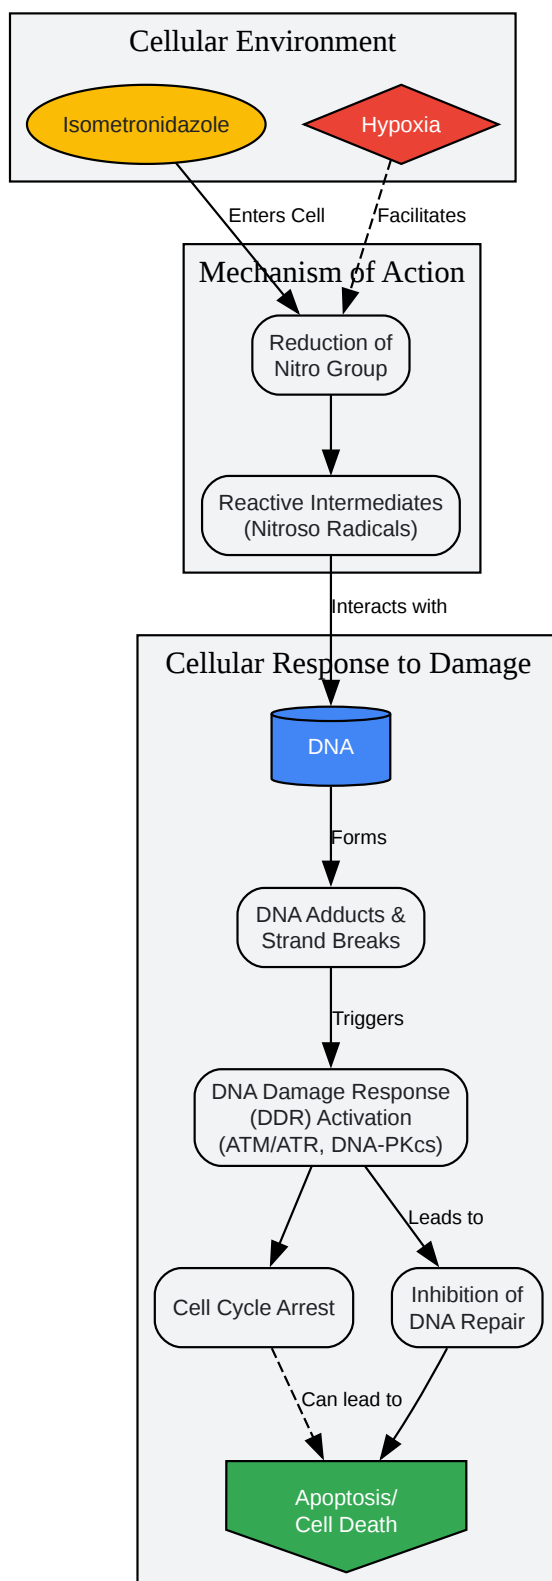 Cellular Environment
Isometronidazole
Hypoxia
Enters Cell
Facilitates
Mechanism of Action
Reduction of
Nitro Group
Reactive Intermediates
(Nitroso Radicals)
Interacts with
Cellular Response to Damage
DNA
Forms
DNA Adducts &
Strand Breaks
Triggers
DNA Damage Response
(DDR) Activation
(ATM/ATR, DNA-PKcs)
Leads to
Cell Cycle Arrest
Inhibition of
DNA Repair
Can lead to
Apoptosis/
Cell Death